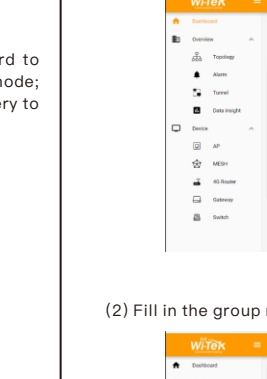 rd to
node;
ery to
Wi-TeK
Dashboard
Overview
Topology
Alarm
Tunnel
Data insight
Device
AP
MESH
4G Router
Gateway
Switch
(2) Fill in the group
Wi-TeK
Dashboard